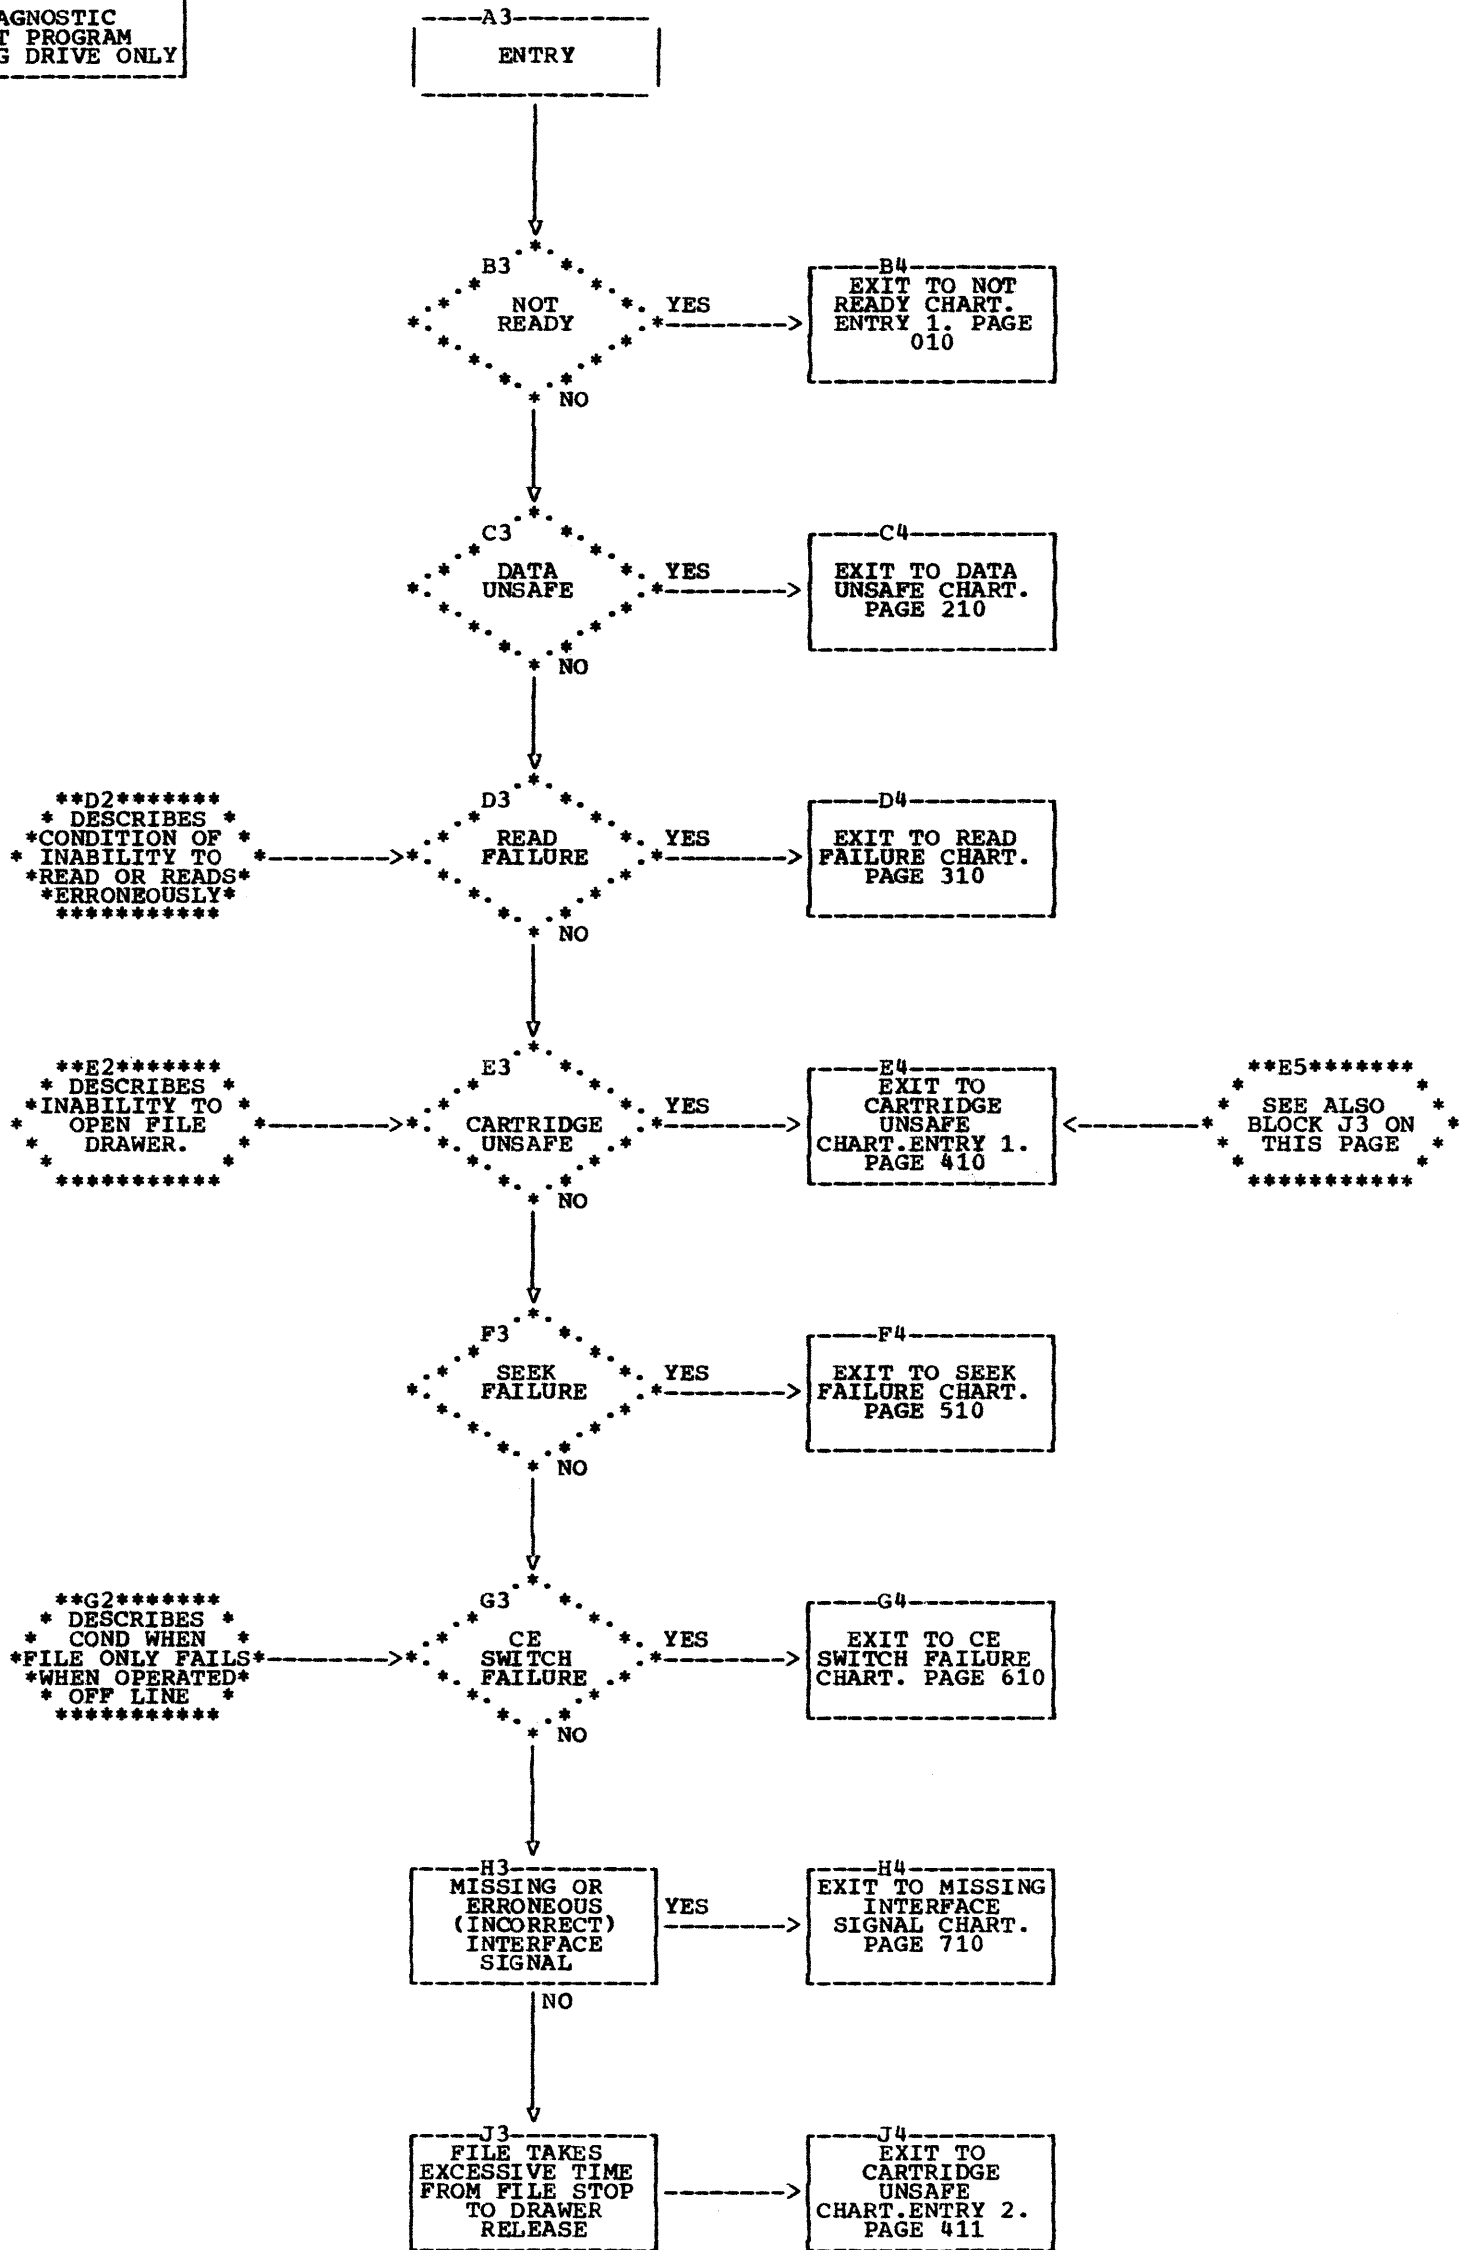 AGNOSTIC
T PROGRAM
G DRIVE ONLY
A3
ENTRY
B3
NOT
READY
YES
NO
B4
EXIT TO NOT
READY CHART.
ENTRY 1. PAGE
010
C3
DATA
UNSAFE
YES
NO
C4
EXIT TO DATA
UNSAFE CHART.
PAGE 210
**D2*******
* DESCRIBES *
*CONDITION OF *
* INABILITY TO *
*READ OR READS*
*ERRONEOUSLY*
***********
D3
READ
FAILURE
YES
NO
D4
EXIT TO READ
FAILURE CHART.
PAGE 310
**E2*******
* DESCRIBES *
*INABILITY TO *
* OPEN FILE *
* DRAWER. *
* *
***********
E3
CARTRIDGE
UNSAFE
YES
NO
E4
EXIT TO
CARTRIDGE
UNSAFE
CHART.ENTRY 1.
PAGE 410
**E5*******
* *
* SEE ALSO *
* BLOCK J3 ON *
* THIS PAGE *
* *
***********
F3
SEEK
FAILURE
YES
NO
F4
EXIT TO SEEK
FAILURE CHART.
PAGE 510
**G2*******
* DESCRIBES *
* COND WHEN *
*FILE ONLY FAILS*
*WHEN OPERATED*
* OFF LINE *
***********
G3
CE
SWITCH
FAILURE
YES
NO
G4
EXIT TO CE
SWITCH FAILURE
CHART. PAGE 610
H3
MISSING OR
ERRONEOUS
(INCORRECT)
INTERFACE
SIGNAL
YES
NO
H4
EXIT TO MISSING
INTERFACE
SIGNAL CHART.
PAGE 710
J3
FILE TAKES
EXCESSIVE TIME
FROM FILE STOP
TO DRAWER
RELEASE
J4
EXIT TO
CARTRIDGE
UNSAFE
CHART.ENTRY 2.
PAGE 411